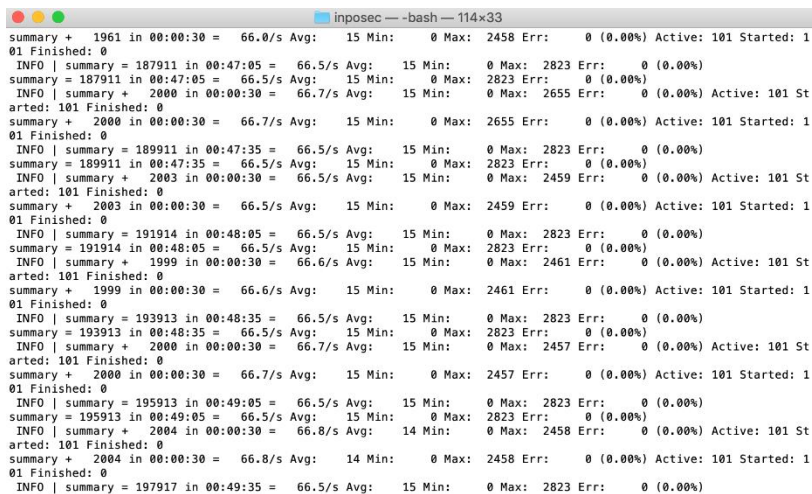 inposec — -bash — 114×33
summary +   1961 in 00:00:30 =   66.0/s Avg:    15 Min:     0 Max:  2458 Err:     0 (0.00%) Active: 101 Started: 1
01 Finished: 0
 INFO | summary = 187911 in 00:47:05 =   66.5/s Avg:    15 Min:     0 Max:  2823 Err:     0 (0.00%)
summary = 187911 in 00:47:05 =   66.5/s Avg:    15 Min:     0 Max:  2823 Err:     0 (0.00%)
 INFO | summary +   2000 in 00:00:30 =   66.7/s Avg:    15 Min:     0 Max:  2655 Err:     0 (0.00%) Active: 101 St
arted: 101 Finished: 0
summary +   2000 in 00:00:30 =   66.7/s Avg:    15 Min:     0 Max:  2655 Err:     0 (0.00%) Active: 101 Started: 1
01 Finished: 0
 INFO | summary = 189911 in 00:47:35 =   66.5/s Avg:    15 Min:     0 Max:  2823 Err:     0 (0.00%)
summary = 189911 in 00:47:35 =   66.5/s Avg:    15 Min:     0 Max:  2823 Err:     0 (0.00%)
 INFO | summary +   2003 in 00:00:30 =   66.5/s Avg:    15 Min:     0 Max:  2459 Err:     0 (0.00%) Active: 101 St
arted: 101 Finished: 0
summary +   2003 in 00:00:30 =   66.5/s Avg:    15 Min:     0 Max:  2459 Err:     0 (0.00%) Active: 101 Started: 1
01 Finished: 0
 INFO | summary = 191914 in 00:48:05 =   66.5/s Avg:    15 Min:     0 Max:  2823 Err:     0 (0.00%)
summary = 191914 in 00:48:05 =   66.5/s Avg:    15 Min:     0 Max:  2823 Err:     0 (0.00%)
 INFO | summary +   1999 in 00:00:30 =   66.6/s Avg:    15 Min:     0 Max:  2461 Err:     0 (0.00%) Active: 101 St
arted: 101 Finished: 0
summary +   1999 in 00:00:30 =   66.6/s Avg:    15 Min:     0 Max:  2461 Err:     0 (0.00%) Active: 101 Started: 1
01 Finished: 0
 INFO | summary = 193913 in 00:48:35 =   66.5/s Avg:    15 Min:     0 Max:  2823 Err:     0 (0.00%)
summary = 193913 in 00:48:35 =   66.5/s Avg:    15 Min:     0 Max:  2823 Err:     0 (0.00%)
 INFO | summary +   2000 in 00:00:30 =   66.7/s Avg:    15 Min:     0 Max:  2457 Err:     0 (0.00%) Active: 101 St
arted: 101 Finished: 0
summary +   2000 in 00:00:30 =   66.7/s Avg:    15 Min:     0 Max:  2457 Err:     0 (0.00%) Active: 101 Started: 1
01 Finished: 0
 INFO | summary = 195913 in 00:49:05 =   66.5/s Avg:    15 Min:     0 Max:  2823 Err:     0 (0.00%)
summary = 195913 in 00:49:05 =   66.5/s Avg:    15 Min:     0 Max:  2823 Err:     0 (0.00%)
 INFO | summary +   2004 in 00:00:30 =   66.8/s Avg:    14 Min:     0 Max:  2458 Err:     0 (0.00%) Active: 101 St
arted: 101 Finished: 0
summary +   2004 in 00:00:30 =   66.8/s Avg:    14 Min:     0 Max:  2458 Err:     0 (0.00%) Active: 101 Started: 1
01 Finished: 0
 INFO | summary = 197917 in 00:49:35 =   66.5/s Avg:    15 Min:     0 Max:  2823 Err:     0 (0.00%)